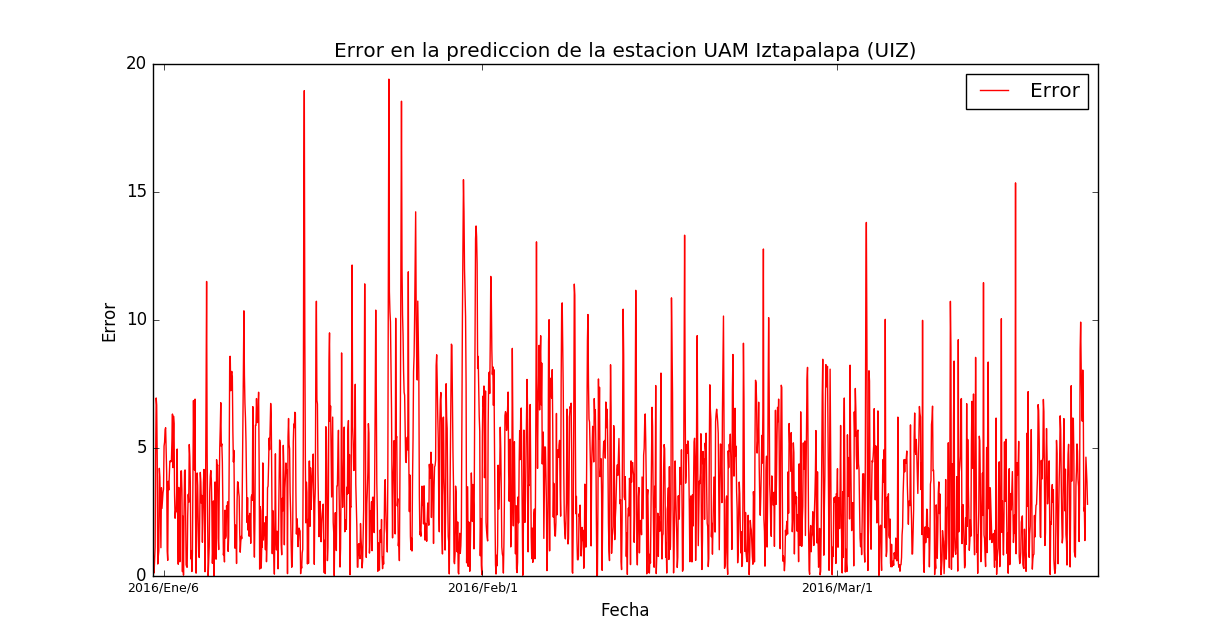 Error en la prediccion de la estacion UAM Iztapalapa (UIZ)
Error
20
15
10
5
0
Error
2016/Ene/6
2016/Feb/1
2016/Mar/1
Fecha